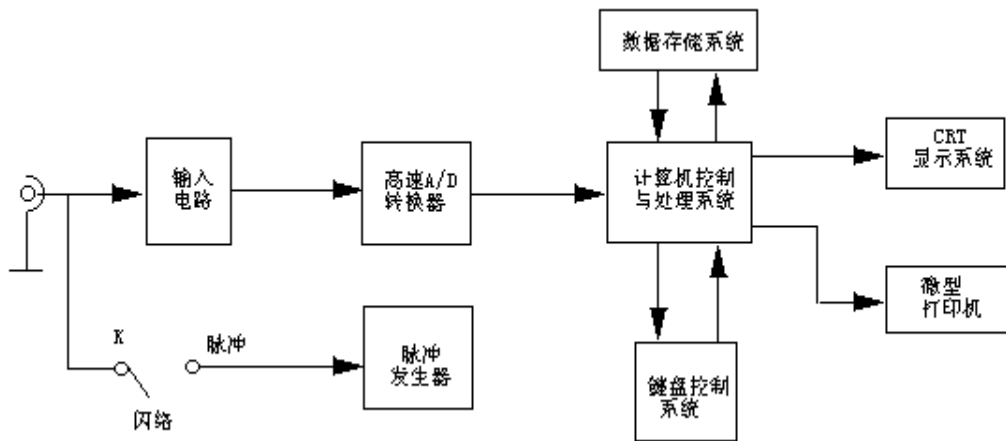 数据存储系统
CRT
显示系统
输入
电路
高速A/D
转换器
计算机控制
与处理系统
微型
打印机
K
脉冲
脉冲
发生器
闪络
键盘控制
系统